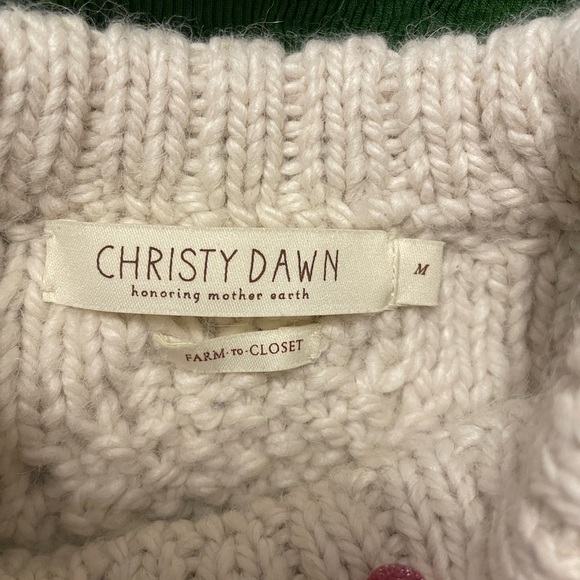 CHRISTY DAWN
honoring mother earth
M
FARM·TO·CLOSET